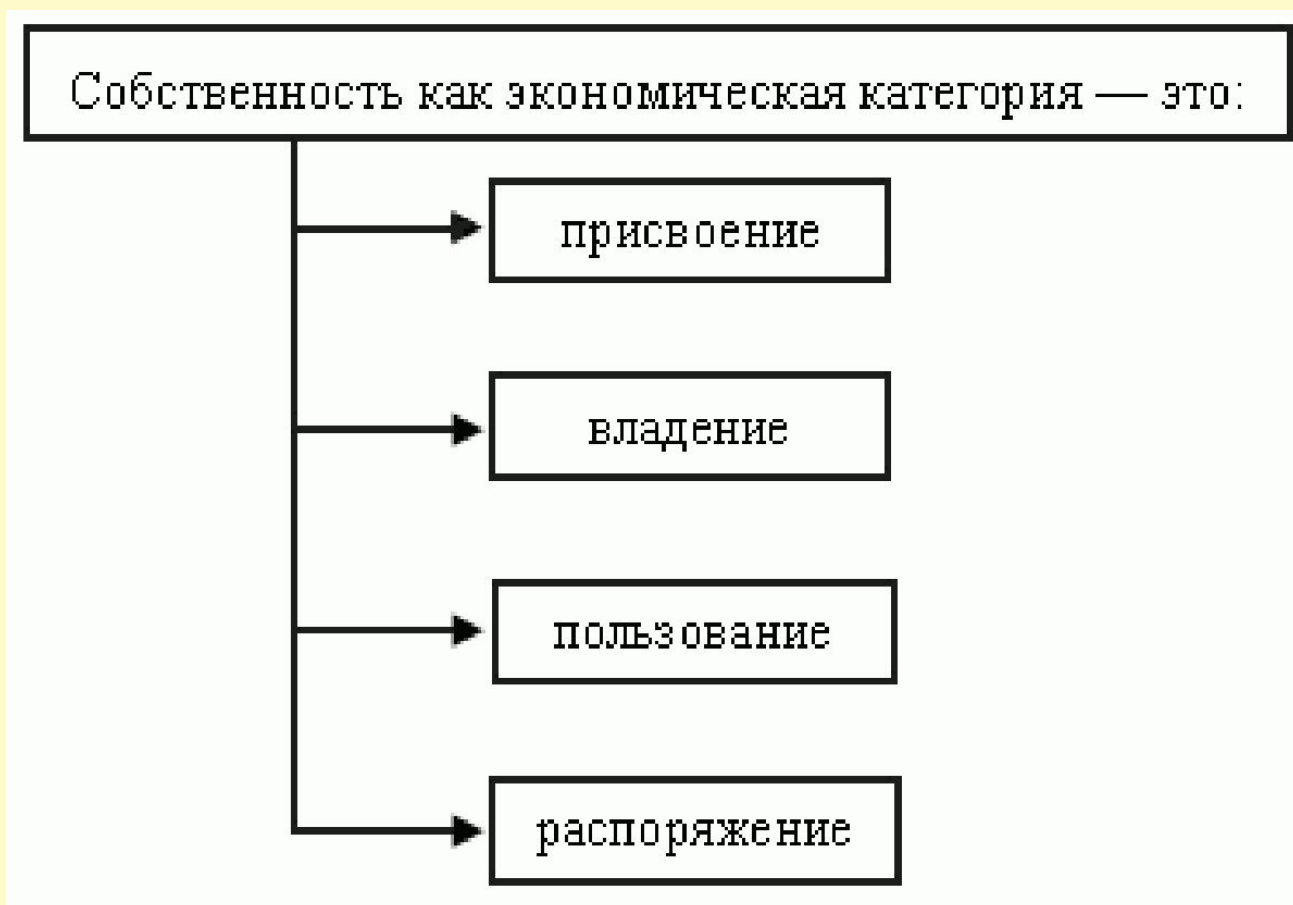 Собственность как экономическая категория — это:
присвоение
владение
пользование
распоряжение